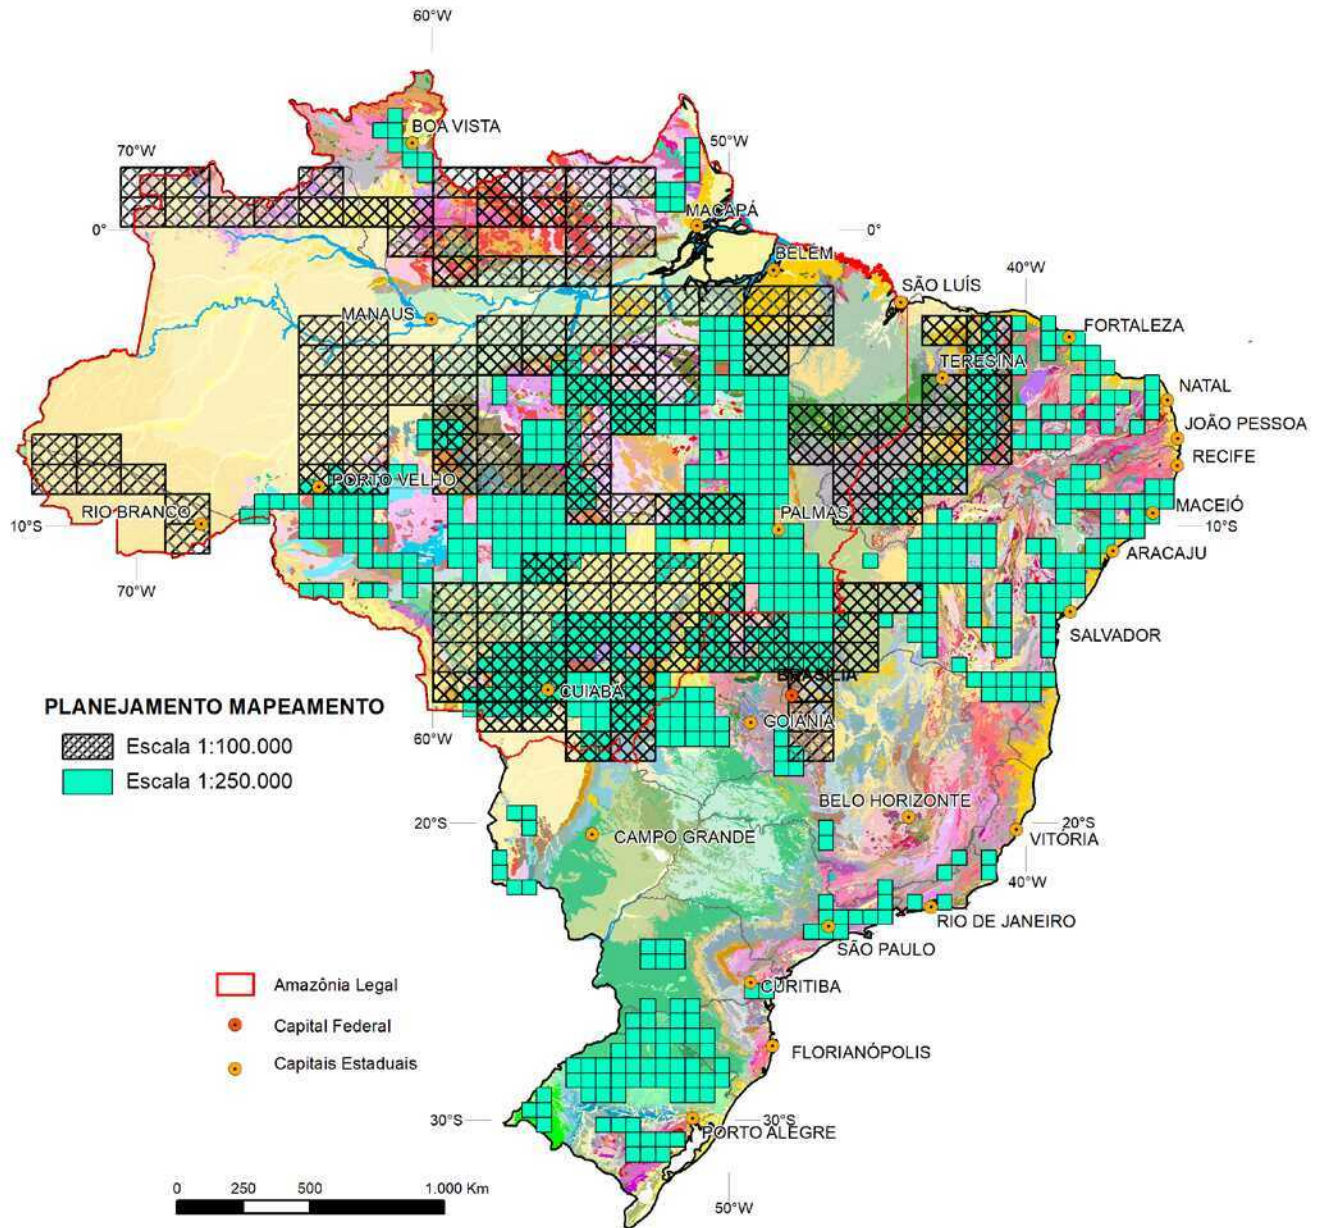 60°W
BOA VISTA
50°W
70°W
MACAPÁ
0°
0°
BELÉM
40°W
SÃO LUÍS
MANAUS
FORTALEZA
TERESINA
NATAL
JOÃO PESSOA
RECIFE
PORTO VELHO
MACEIÓ
RIO BRANCO
PALMAS
10°S
10°S
ARACAJU
70°W
SALVADOR
BRASÍLIA
CUIABÁ
PLANEJAMENTO MAPEAMENTO
GOIÂNIA
60°W
Escala 1:100.000
Escala 1:250.000
BELO HORIZONTE
20°S
20°S
CAMPO GRANDE
VITÓRIA
40°W
RIO DE JANEIRO
SÃO PAULO
Amazônia Legal
CURITIBA
Capital Federal
FLORIANÓPOLIS
Capitais Estaduais
30°S
30°S
PORTO ALEGRE
0 250 500 1.000 Km
50°W